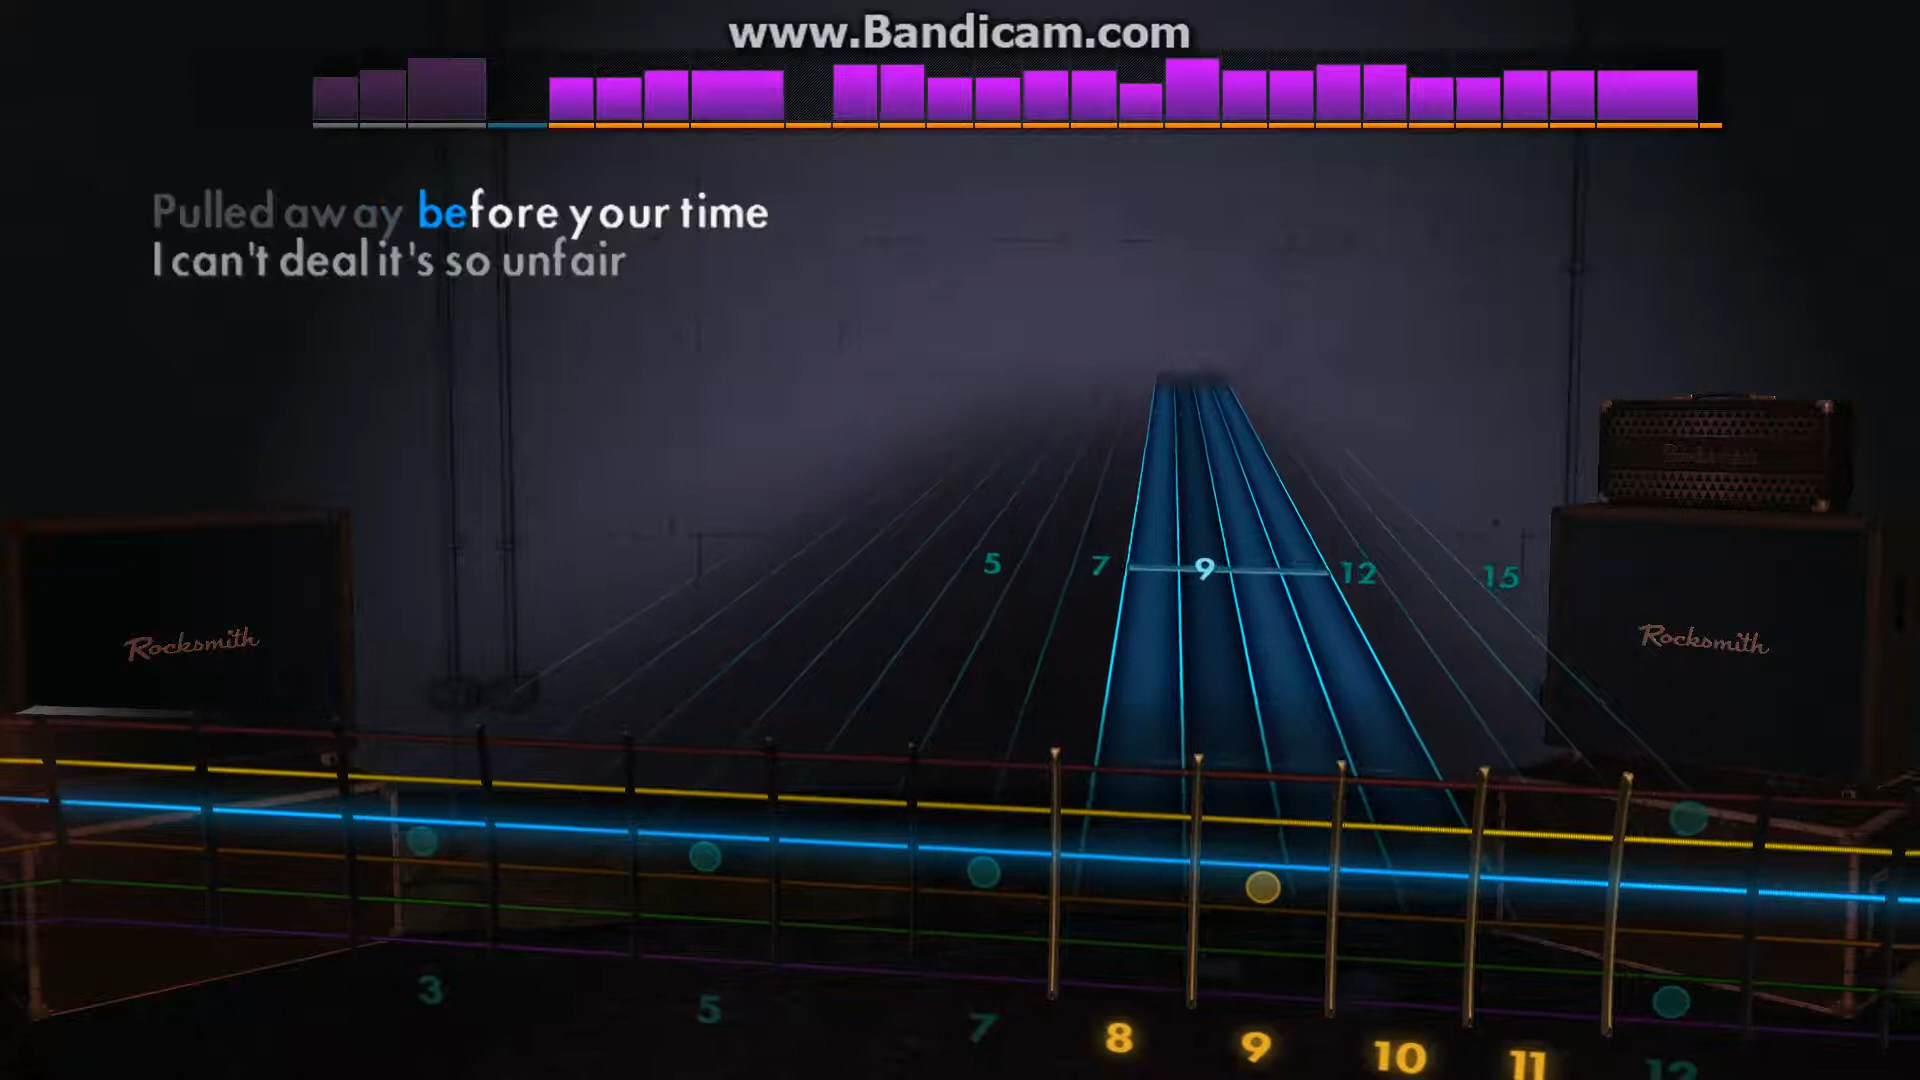 www.Bandicam.com
Pulled away before your time
I can't deal it's so unfair
5 7 9 12 15
Rocksmith
Rocksmith
3 5 7 8 9 10 11 12